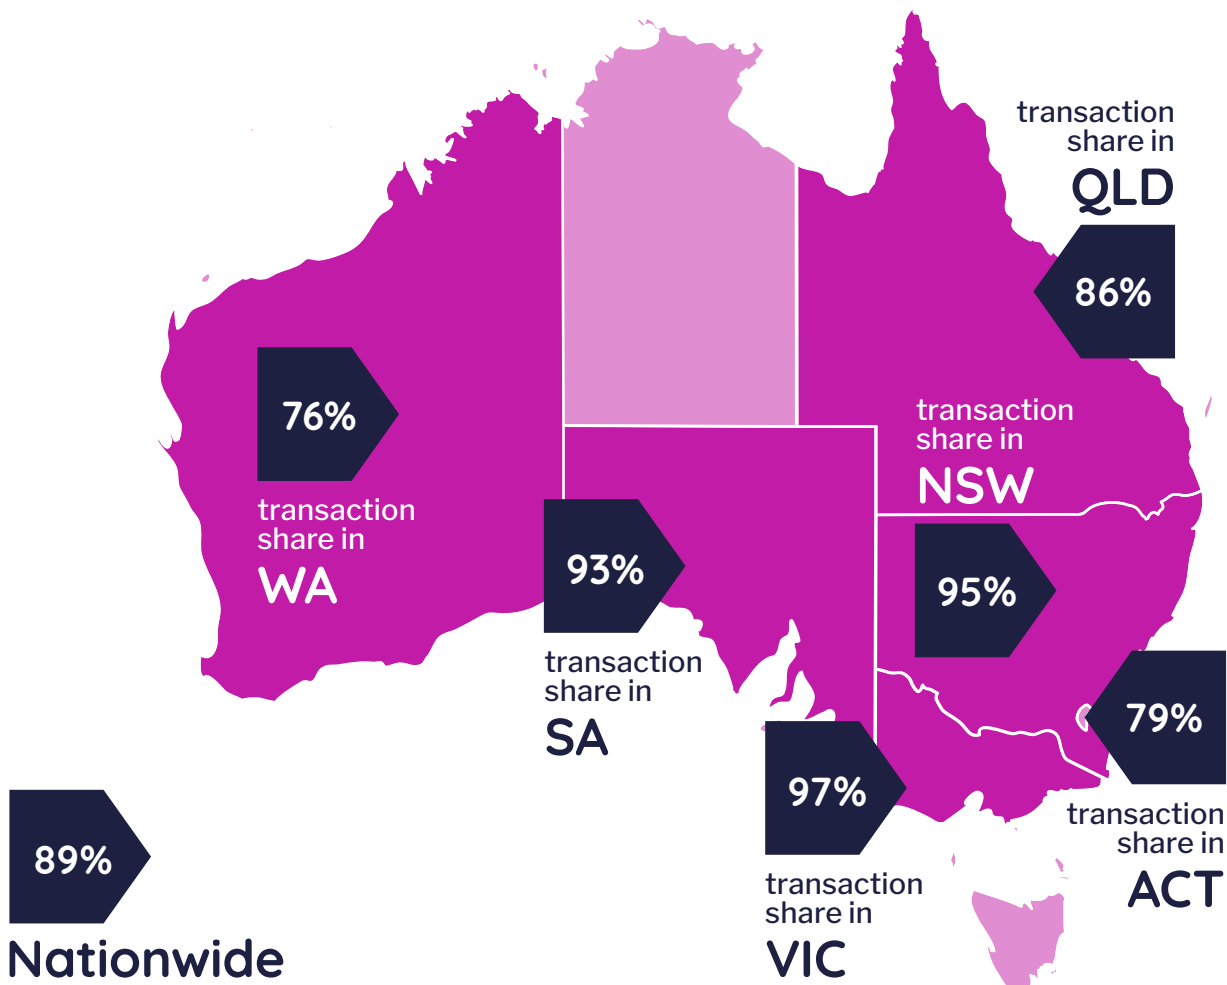 transaction
share in
QLD
86%
76%
transaction
share in
WA
transaction
share in
NSW
95%
93%
transaction
share in
SA
79%
transaction
share in
ACT
97%
transaction
share in
VIC
89%
Nationwide